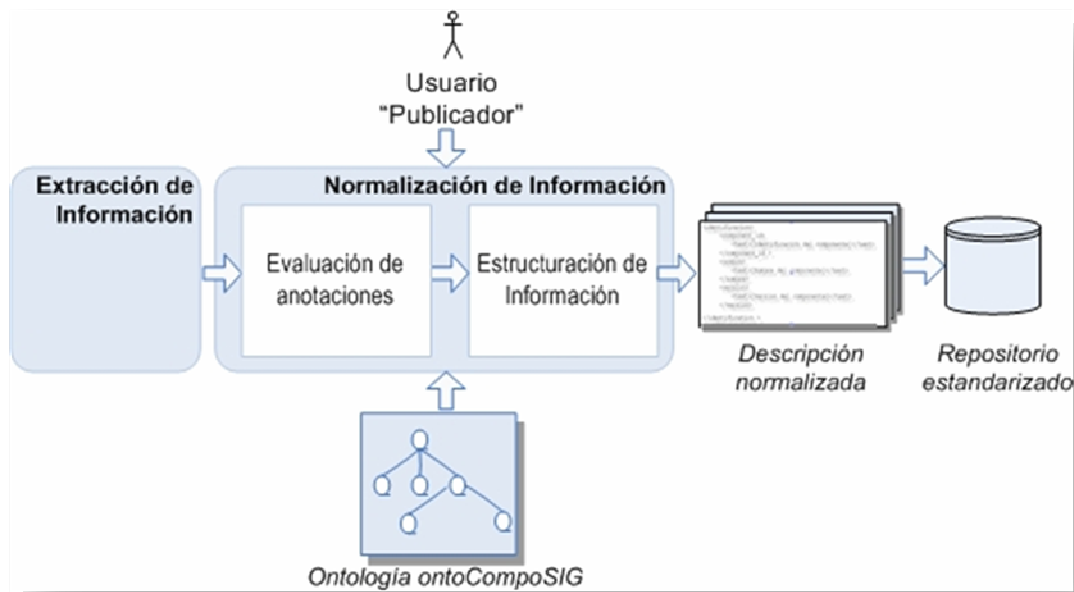 Usuario
“Publicador”
Extracción de
Información
Normalización de Información
Evaluación de
anotaciones
Estructuración de
Información
Descripción
normalizada
Repositorio
estandarizado
Ontología ontoCompoSIG